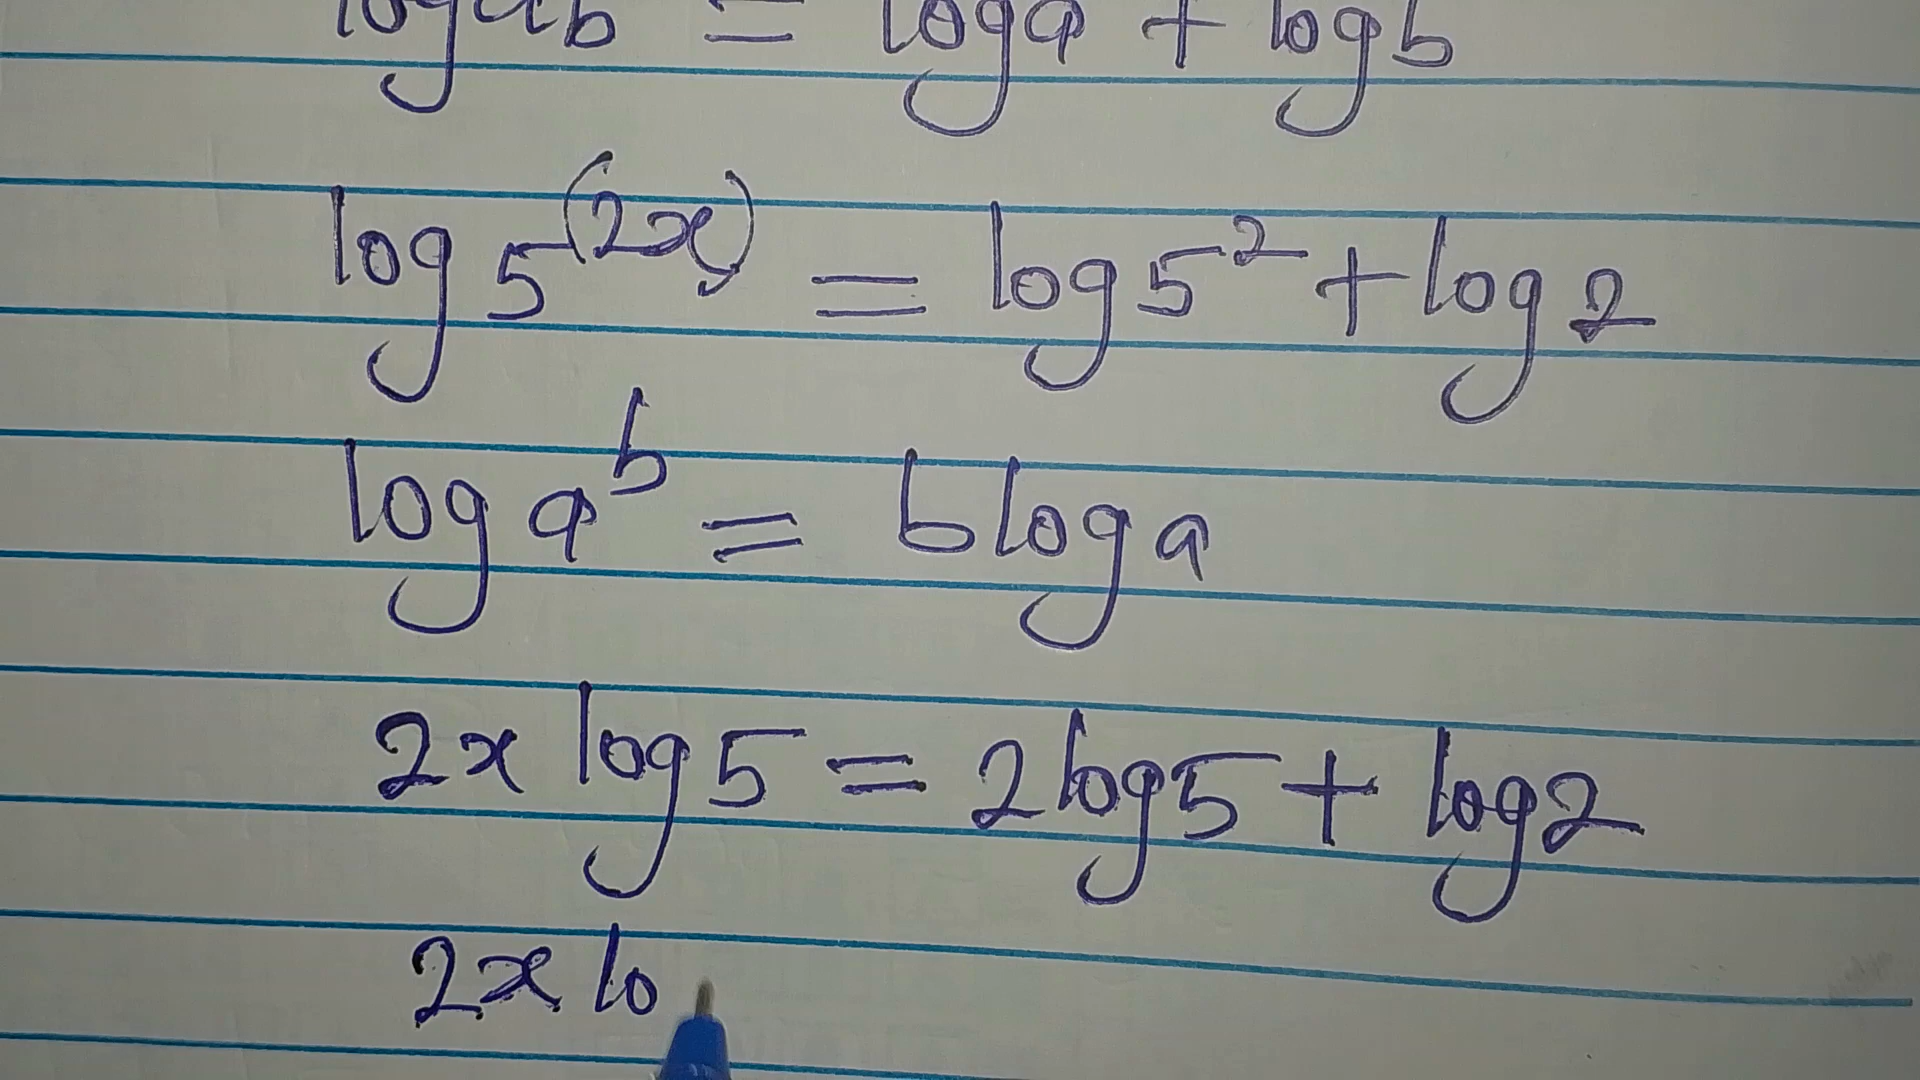 log ab = log a + log b
log 5^(2x) = log 5^2 + log 2
log a^b = b log a
2x log 5 = 2 log 5 + log 2
2x lo